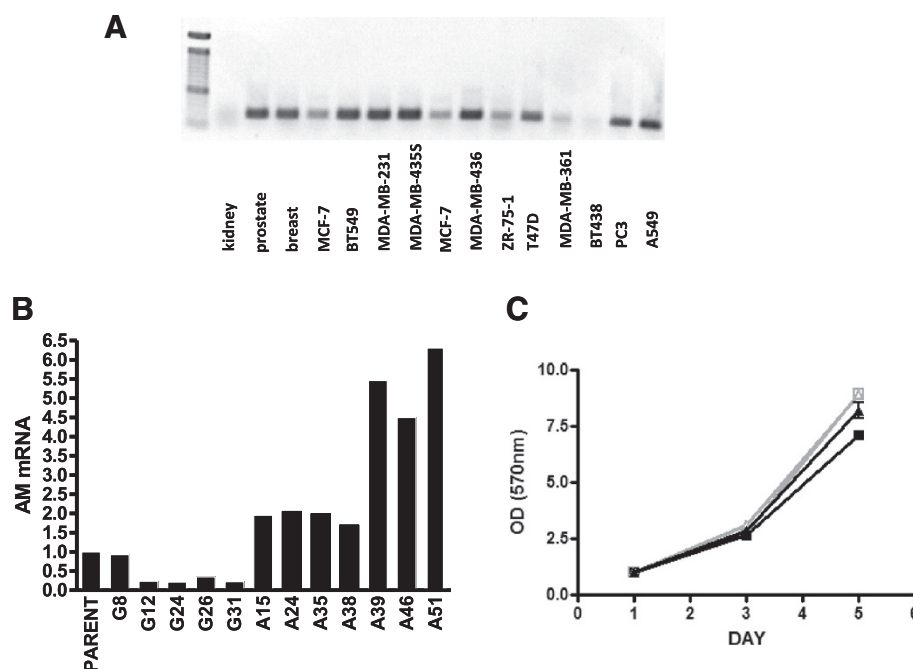 A
kidney
prostate
breast
MCF-7
BT549
MDA-MB-231
MDA-MB-435S
MCF-7
MDA-MB-436
ZR-75-1
T47D
MDA-MB-361
BT438
PC3
A549
B
6.5
6.0
5.5
5.0
4.5
4.0
3.5
3.0
2.5
2.0
1.5
1.0
0.5
0.0
AM mRNA
PARENT
G8
G12
G24
G26
G31
A15
A24
A35
A38
A39
A46
A51
C
10.0
7.5
5.0
2.5
0.0
OD (570nm)
0 1 2 3 4 5 6
DAY